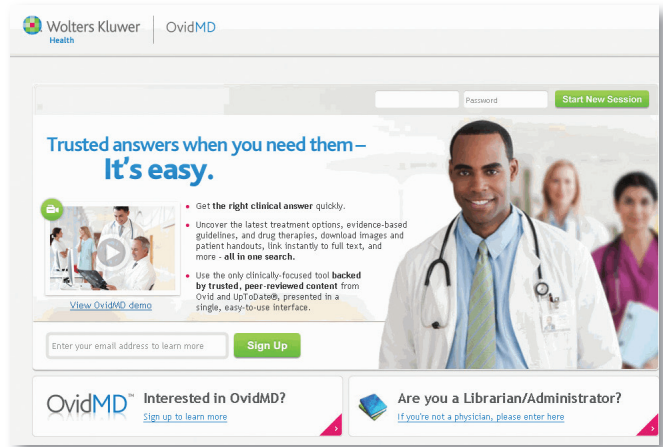 Wolters Kluwer
Health
OvidMD
Password
Start New Session
Trusted answers when you need them–
It's easy.
Get the right clinical answer quickly.
Uncover the latest treatment options, evidence-based
guidelines, and drug therapies, download images and
patient handouts, link instantly to full text, and
more - all in one search.
Use the only clinically-focused tool backed
by trusted, peer-reviewed content from
Ovid and UpToDate®, presented in a
single, easy-to-use interface.
View OvidMD demo
Enter your email address to learn more
Sign Up
OvidMD™
Interested in OvidMD?
Sign up to learn more
Are you a Librarian/Administrator?
If you're not a physician, please enter here